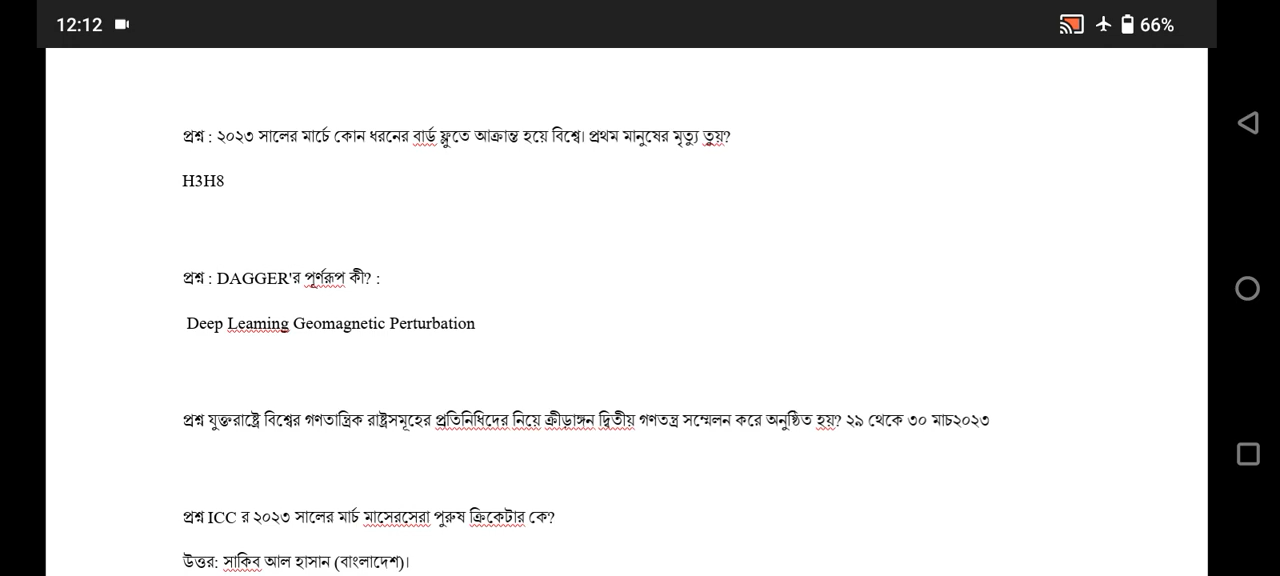 12:12
66%
প্রশ্ন : ২০২৩ সালের মার্চে কোন ধরনের বার্ড ফ্লুতে আক্রান্ত হয়ে বিশ্বে। প্রথম মানুষের মৃত্যু তুয়?
H3H8
প্রশ্ন : DAGGER'র পূর্ণরূপ কী? :
Deep Leaming Geomagnetic Perturbation
প্রশ্ন যুক্তরাষ্ট্রে বিশ্বের গণতান্ত্রিক রাষ্ট্রসমূহের প্রতিনিধিদের নিয়ে ক্রীড়াঙ্গন দ্বিতীয় গণতন্ত্র সম্মেলন করে অনুষ্ঠিত হয়? ২৯ থেকে ৩০ মাচ২০২৩
প্রশ্ন ICC র ২০২৩ সালের মার্চ মাসেরসেরা পুরুষ ক্রিকেটার কে?
উত্তর: সাকিব আল হাসান (বাংলাদেশ)।